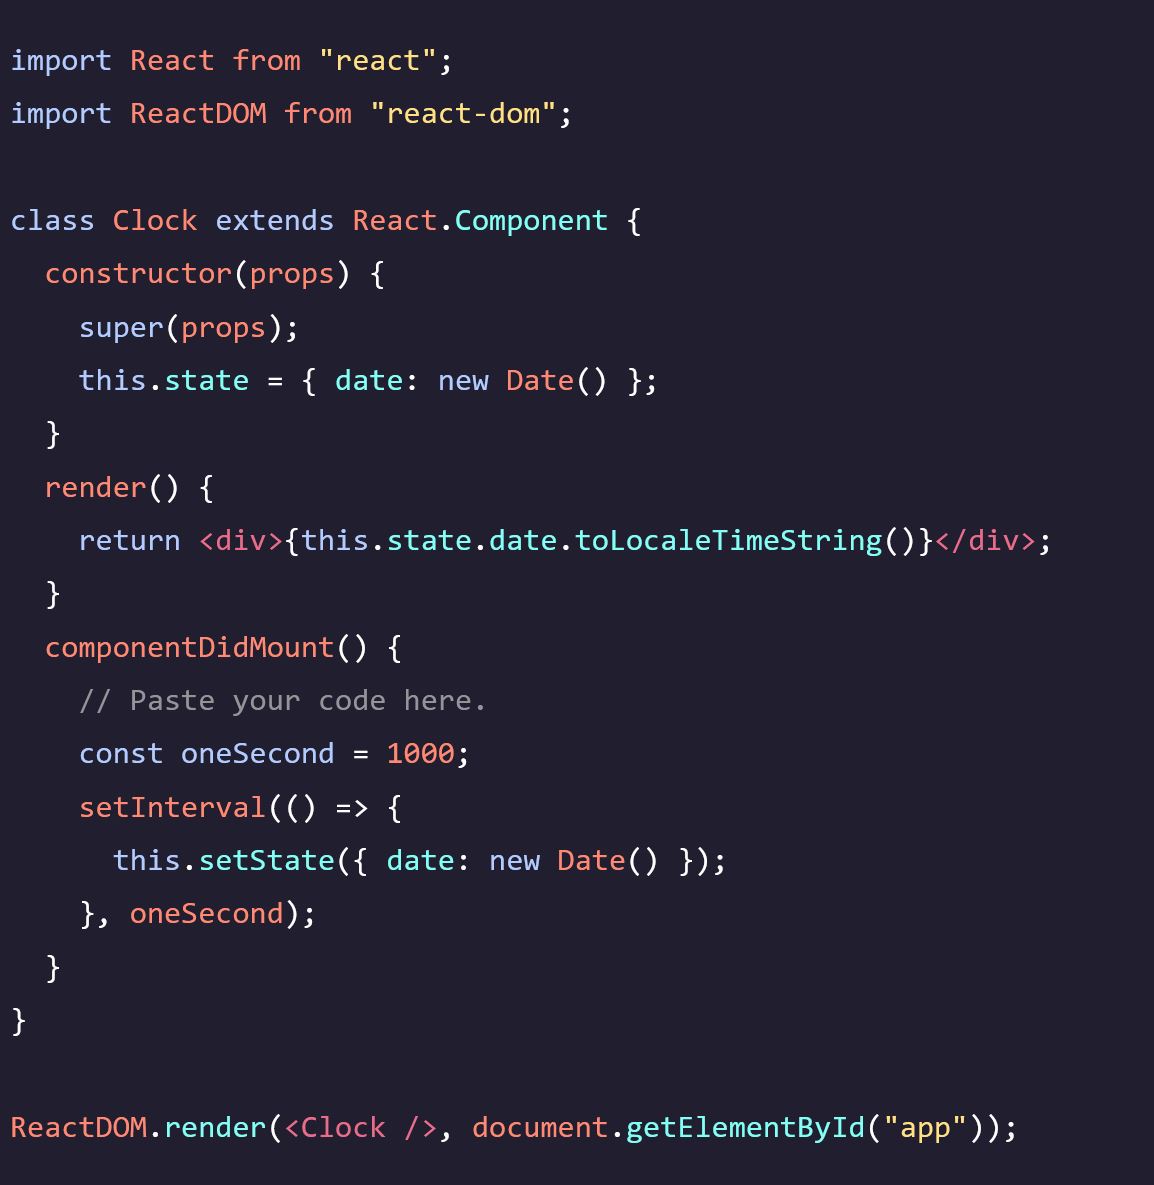 import React from "react";
import ReactDOM from "react-dom";

class Clock extends React.Component {
  constructor(props) {
    super(props);
    this.state = { date: new Date() };
  }
  render() {
    return <div>{this.state.date.toLocaleTimeString()}</div>;
  }
  componentDidMount() {
    // Paste your code here.
    const oneSecond = 1000;
    setInterval(() => {
      this.setState({ date: new Date() });
    }, oneSecond);
  }
}

ReactDOM.render(<Clock />, document.getElementById("app"));